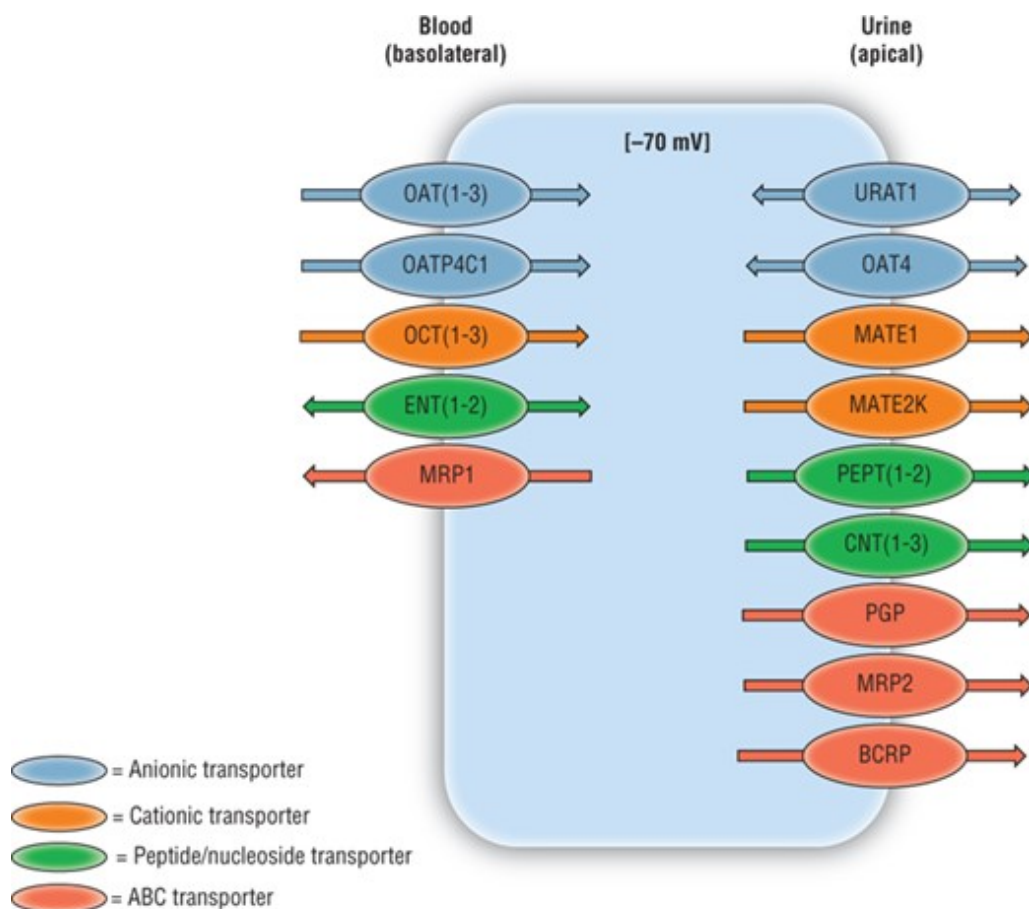 Blood
(basolateral)
Urine
(apical)
[–70 mV]
OAT(1-3)
URAT1
OATP4C1
OAT4
OCT(1-3)
MATE1
ENT(1-2)
MATE2K
MRP1
PEPT(1-2)
CNT(1-3)
PGP
MRP2
BCRP
= Anionic transporter
= Cationic transporter
= Peptide/nucleoside transporter
= ABC transporter